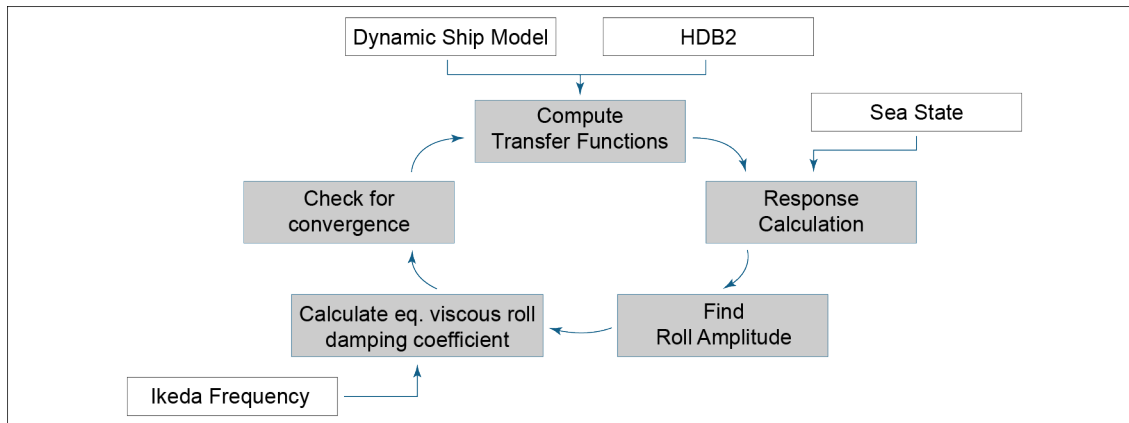 Dynamic Ship Model
HDB2
Compute
Transfer Functions
Sea State
Check for
convergence
Response
Calculation
Calculate eq. viscous roll
damping coefficient
Find
Roll Amplitude
Ikeda Frequency